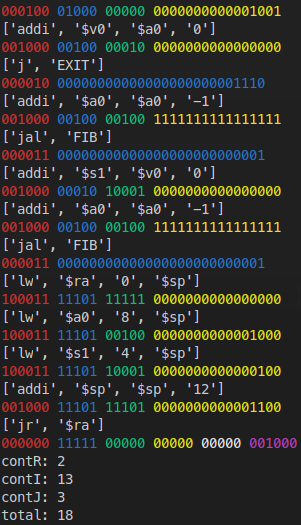 000100 01000 00000 0000000000001001
['addi', '$v0', '$a0', '0']
001000 00100 00010 0000000000000000
['j', 'EXIT']
000010 00000000000000000000001110
['addi', '$a0', '$a0', '-1']
001000 00100 00100 1111111111111111
['jal', 'FIB']
000011 00000000000000000000000001
['addi', '$s1', '$v0', '0']
001000 00010 10001 0000000000000000
['addi', '$a0', '$a0', '-1']
001000 00100 00100 1111111111111111
['jal', 'FIB']
000011 00000000000000000000000001
['lw', '$ra', '0', '$sp']
100011 11101 11111 0000000000000000
['lw', '$a0', '8', '$sp']
100011 11101 00100 0000000000001000
['lw', '$s1', '4', '$sp']
100011 11101 10001 0000000000000100
['addi', '$sp', '$sp', '12']
001000 11101 11101 0000000000001100
['jr', '$ra']
000000 11111 00000 00000 00000 001000
contR: 2
contI: 13
contJ: 3
total: 18